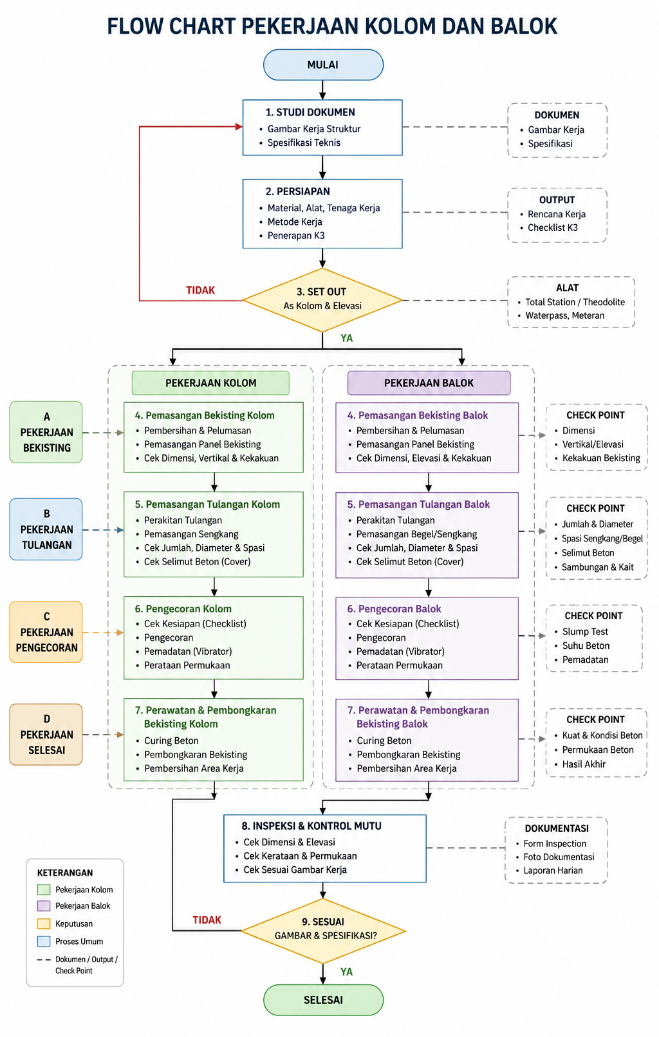 FLOW CHART PEKERJAAN KOLOM DAN BALOK
MULAI
1. STUDI DOKUMEN
• Gambar Kerja Struktur
• Spesifikasi Teknis
DOKUMEN
• Gambar Kerja
• Spesifikasi
2. PERSIAPAN
• Material, Alat, Tenaga Kerja
• Metode Kerja
• Penerapan K3
OUTPUT
• Rencana Kerja
• Checklist K3
TIDAK
3. SET OUT
As Kolom & Elevasi
ALAT
• Total Station / Theodolite
• Waterpass, Meteran
YA
PEKERJAAN KOLOM
PEKERJAAN BALOK
A
PEKERJAAN
BEKISTING
4. Pemasangan Bekisting Kolom
• Pembersihan & Pelumasan
• Pemasangan Panel Bekisting
• Cek Dimensi, Vertikal & Kekakuan
4. Pemasangan Bekisting Balok
• Pembersihan & Pelumasan
• Pemasangan Panel Bekisting
• Cek Dimensi, Elevasi & Kekakuan
CHECK POINT
• Dimensi
• Vertikal/Elevasi
• Kekakuan Bekisting
B
PEKERJAAN
TULANGAN
5. Pemasangan Tulangan Kolom
• Perakitan Tulangan
• Pemasangan Sengkang
• Cek Jumlah, Diameter & Spasi
• Cek Selimut Beton (Cover)
5. Pemasangan Tulangan Balok
• Perakitan Tulangan
• Pemasangan Begel/Sengkang
• Cek Jumlah, Diameter & Spasi
• Cek Selimut Beton (Cover)
CHECK POINT
• Jumlah & Diameter
• Spasi Sengkang/Begel
• Selimut Beton
• Sambungan & Kait
C
PEKERJAAN
PENGECORAN
6. Pengecoran Kolom
• Cek Kesiapan (Checklist)
• Pengecoran
• Pemadatan (Vibrator)
• Perataan Permukaan
6. Pengecoran Balok
• Cek Kesiapan (Checklist)
• Pengecoran
• Pemadatan (Vibrator)
• Perataan Permukaan
CHECK POINT
• Slump Test
• Suhu Beton
• Pemadatan
D
PEKERJAAN
SELESAI
7. Perawatan & Pembongkaran
Bekisting Kolom
• Curing Beton
• Pembongkaran Bekisting
• Pembersihan Area Kerja
7. Perawatan & Pembongkaran
Bekisting Balok
• Curing Beton
• Pembongkaran Bekisting
• Pembersihan Area Kerja
CHECK POINT
• Kuat & Kondisi Beton
• Permukaan Beton
• Hasil Akhir
8. INSPEKSI & KONTROL MUTU
• Cek Dimensi & Elevasi
• Cek Kerataan & Permukaan
• Cek Sesuai Gambar Kerja
DOKUMENTASI
• Form Inspection
• Foto Dokumentasi
• Laporan Harian
KETERANGAN
Pekerjaan Kolom
Pekerjaan Balok
Keputusan
Proses Umum
Dokumen / Output /
Check Point
TIDAK
9. SESUAI
GAMBAR & SPESIFIKASI?
YA
SELESAI